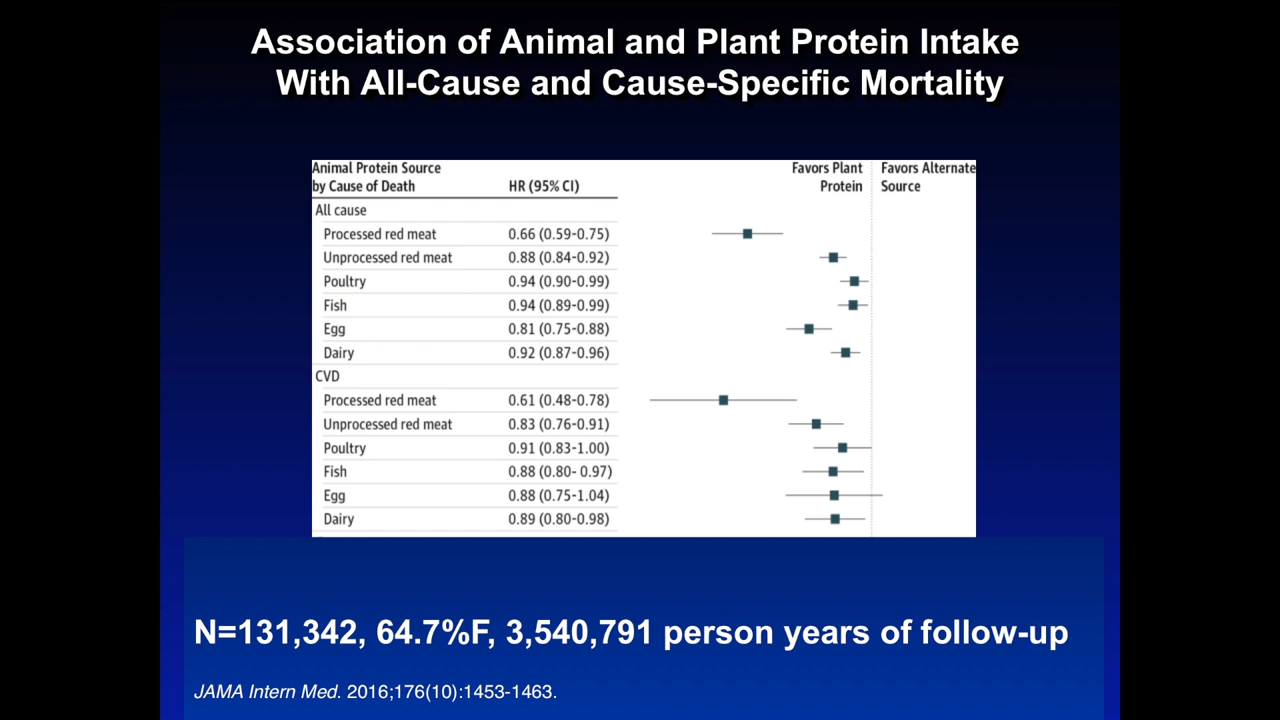 Association of Animal and Plant Protein Intake
With All-Cause and Cause-Specific Mortality
Animal Protein Source by Cause of Death HR (95% CI) Favors Plant Protein Favors Alternate Source
All cause
Processed red meat 0.66 (0.59-0.75)
Unprocessed red meat 0.88 (0.84-0.92)
Poultry 0.94 (0.90-0.99)
Fish 0.94 (0.89-0.99)
Egg 0.81 (0.75-0.88)
Dairy 0.92 (0.87-0.96)
CVD
Processed red meat 0.61 (0.48-0.78)
Unprocessed red meat 0.83 (0.76-0.91)
Poultry 0.91 (0.83-1.00)
Fish 0.88 (0.80- 0.97)
Egg 0.88 (0.75-1.04)
Dairy 0.89 (0.80-0.98)
N=131,342, 64.7%F, 3,540,791 person years of follow-up
JAMA Intern Med. 2016;176(10):1453-1463.